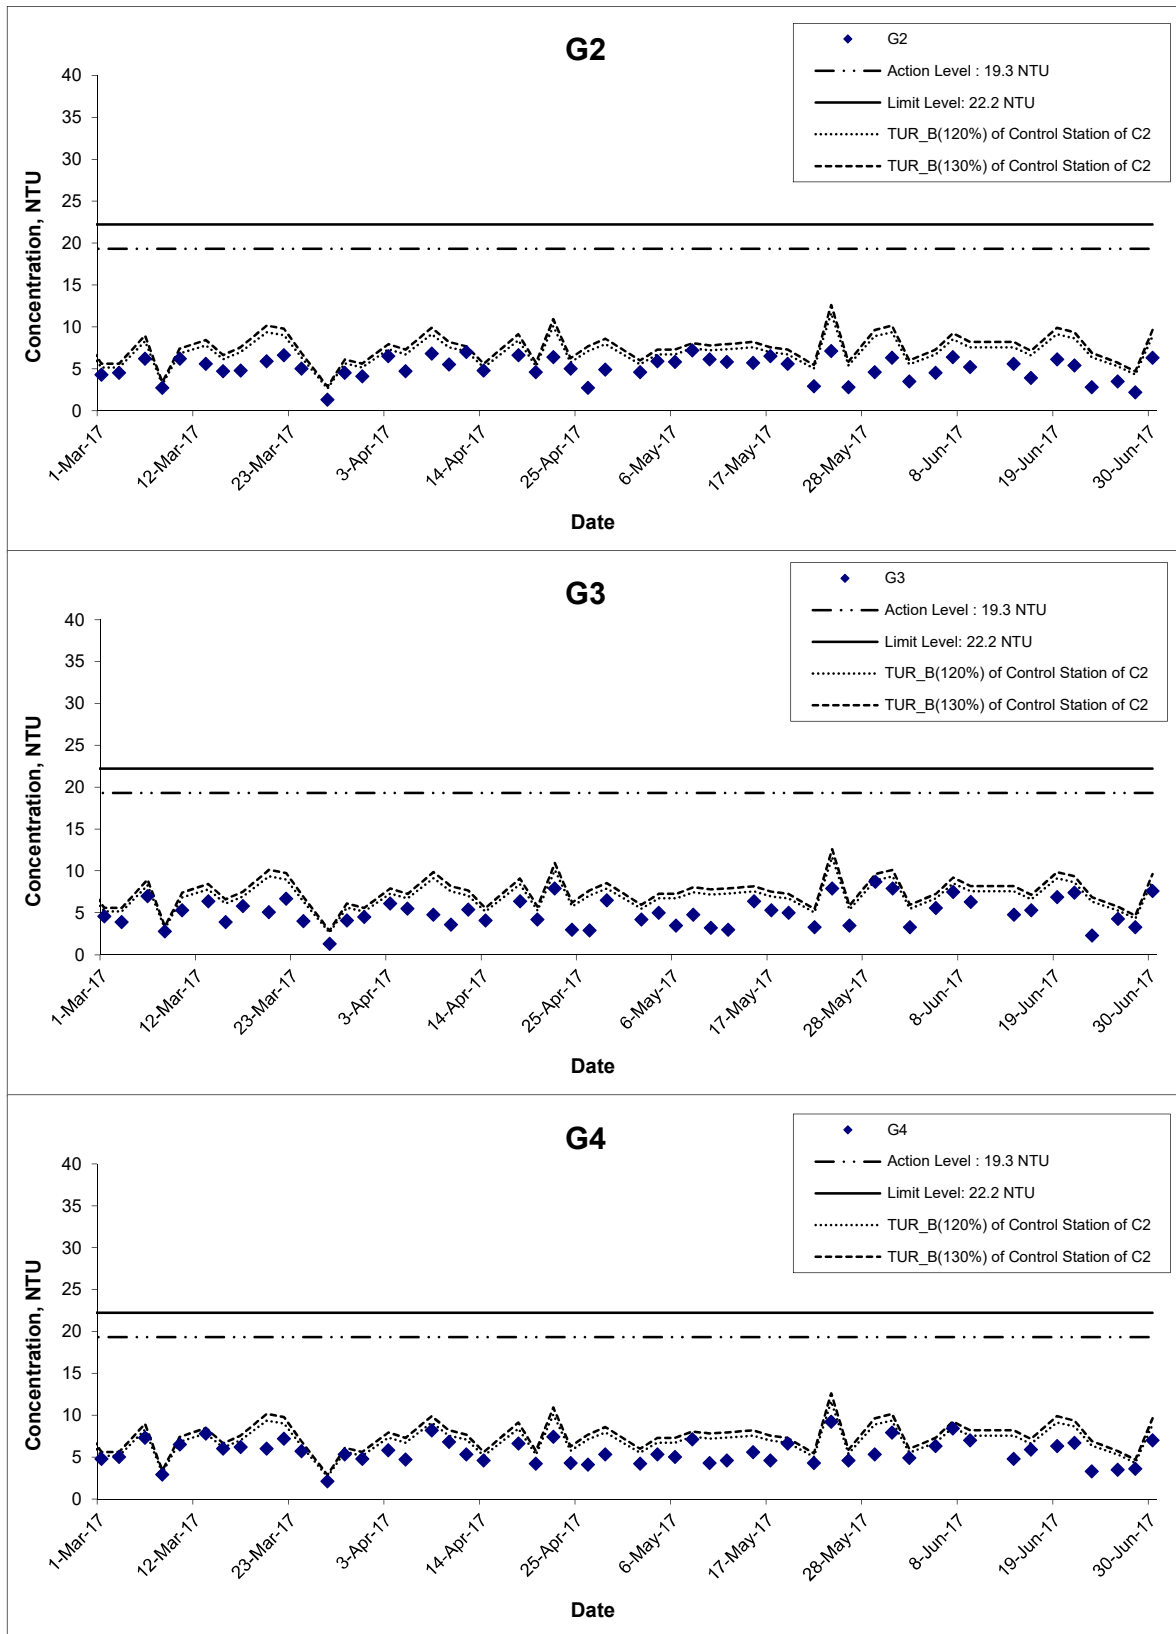 G2
G2
Action Level : 19.3 NTU
Limit Level: 22.2 NTU
TUR_B(120%) of Control Station of C2
TUR_B(130%) of Control Station of C2
Concentration, NTU
40
35
30
25
20
15
10
5
0
1-Mar-17
12-Mar-17
23-Mar-17
3-Apr-17
14-Apr-17
25-Apr-17
6-May-17
17-May-17
28-May-17
8-Jun-17
19-Jun-17
30-Jun-17
Date
G3
G3
Action Level : 19.3 NTU
Limit Level: 22.2 NTU
TUR_B(120%) of Control Station of C2
TUR_B(130%) of Control Station of C2
Concentration, NTU
40
35
30
25
20
15
10
5
0
1-Mar-17
12-Mar-17
23-Mar-17
3-Apr-17
14-Apr-17
25-Apr-17
6-May-17
17-May-17
28-May-17
8-Jun-17
19-Jun-17
30-Jun-17
Date
G4
G4
Action Level : 19.3 NTU
Limit Level: 22.2 NTU
TUR_B(120%) of Control Station of C2
TUR_B(130%) of Control Station of C2
Concentration, NTU
40
35
30
25
20
15
10
5
0
1-Mar-17
12-Mar-17
23-Mar-17
3-Apr-17
14-Apr-17
25-Apr-17
6-May-17
17-May-17
28-May-17
8-Jun-17
19-Jun-17
30-Jun-17
Date